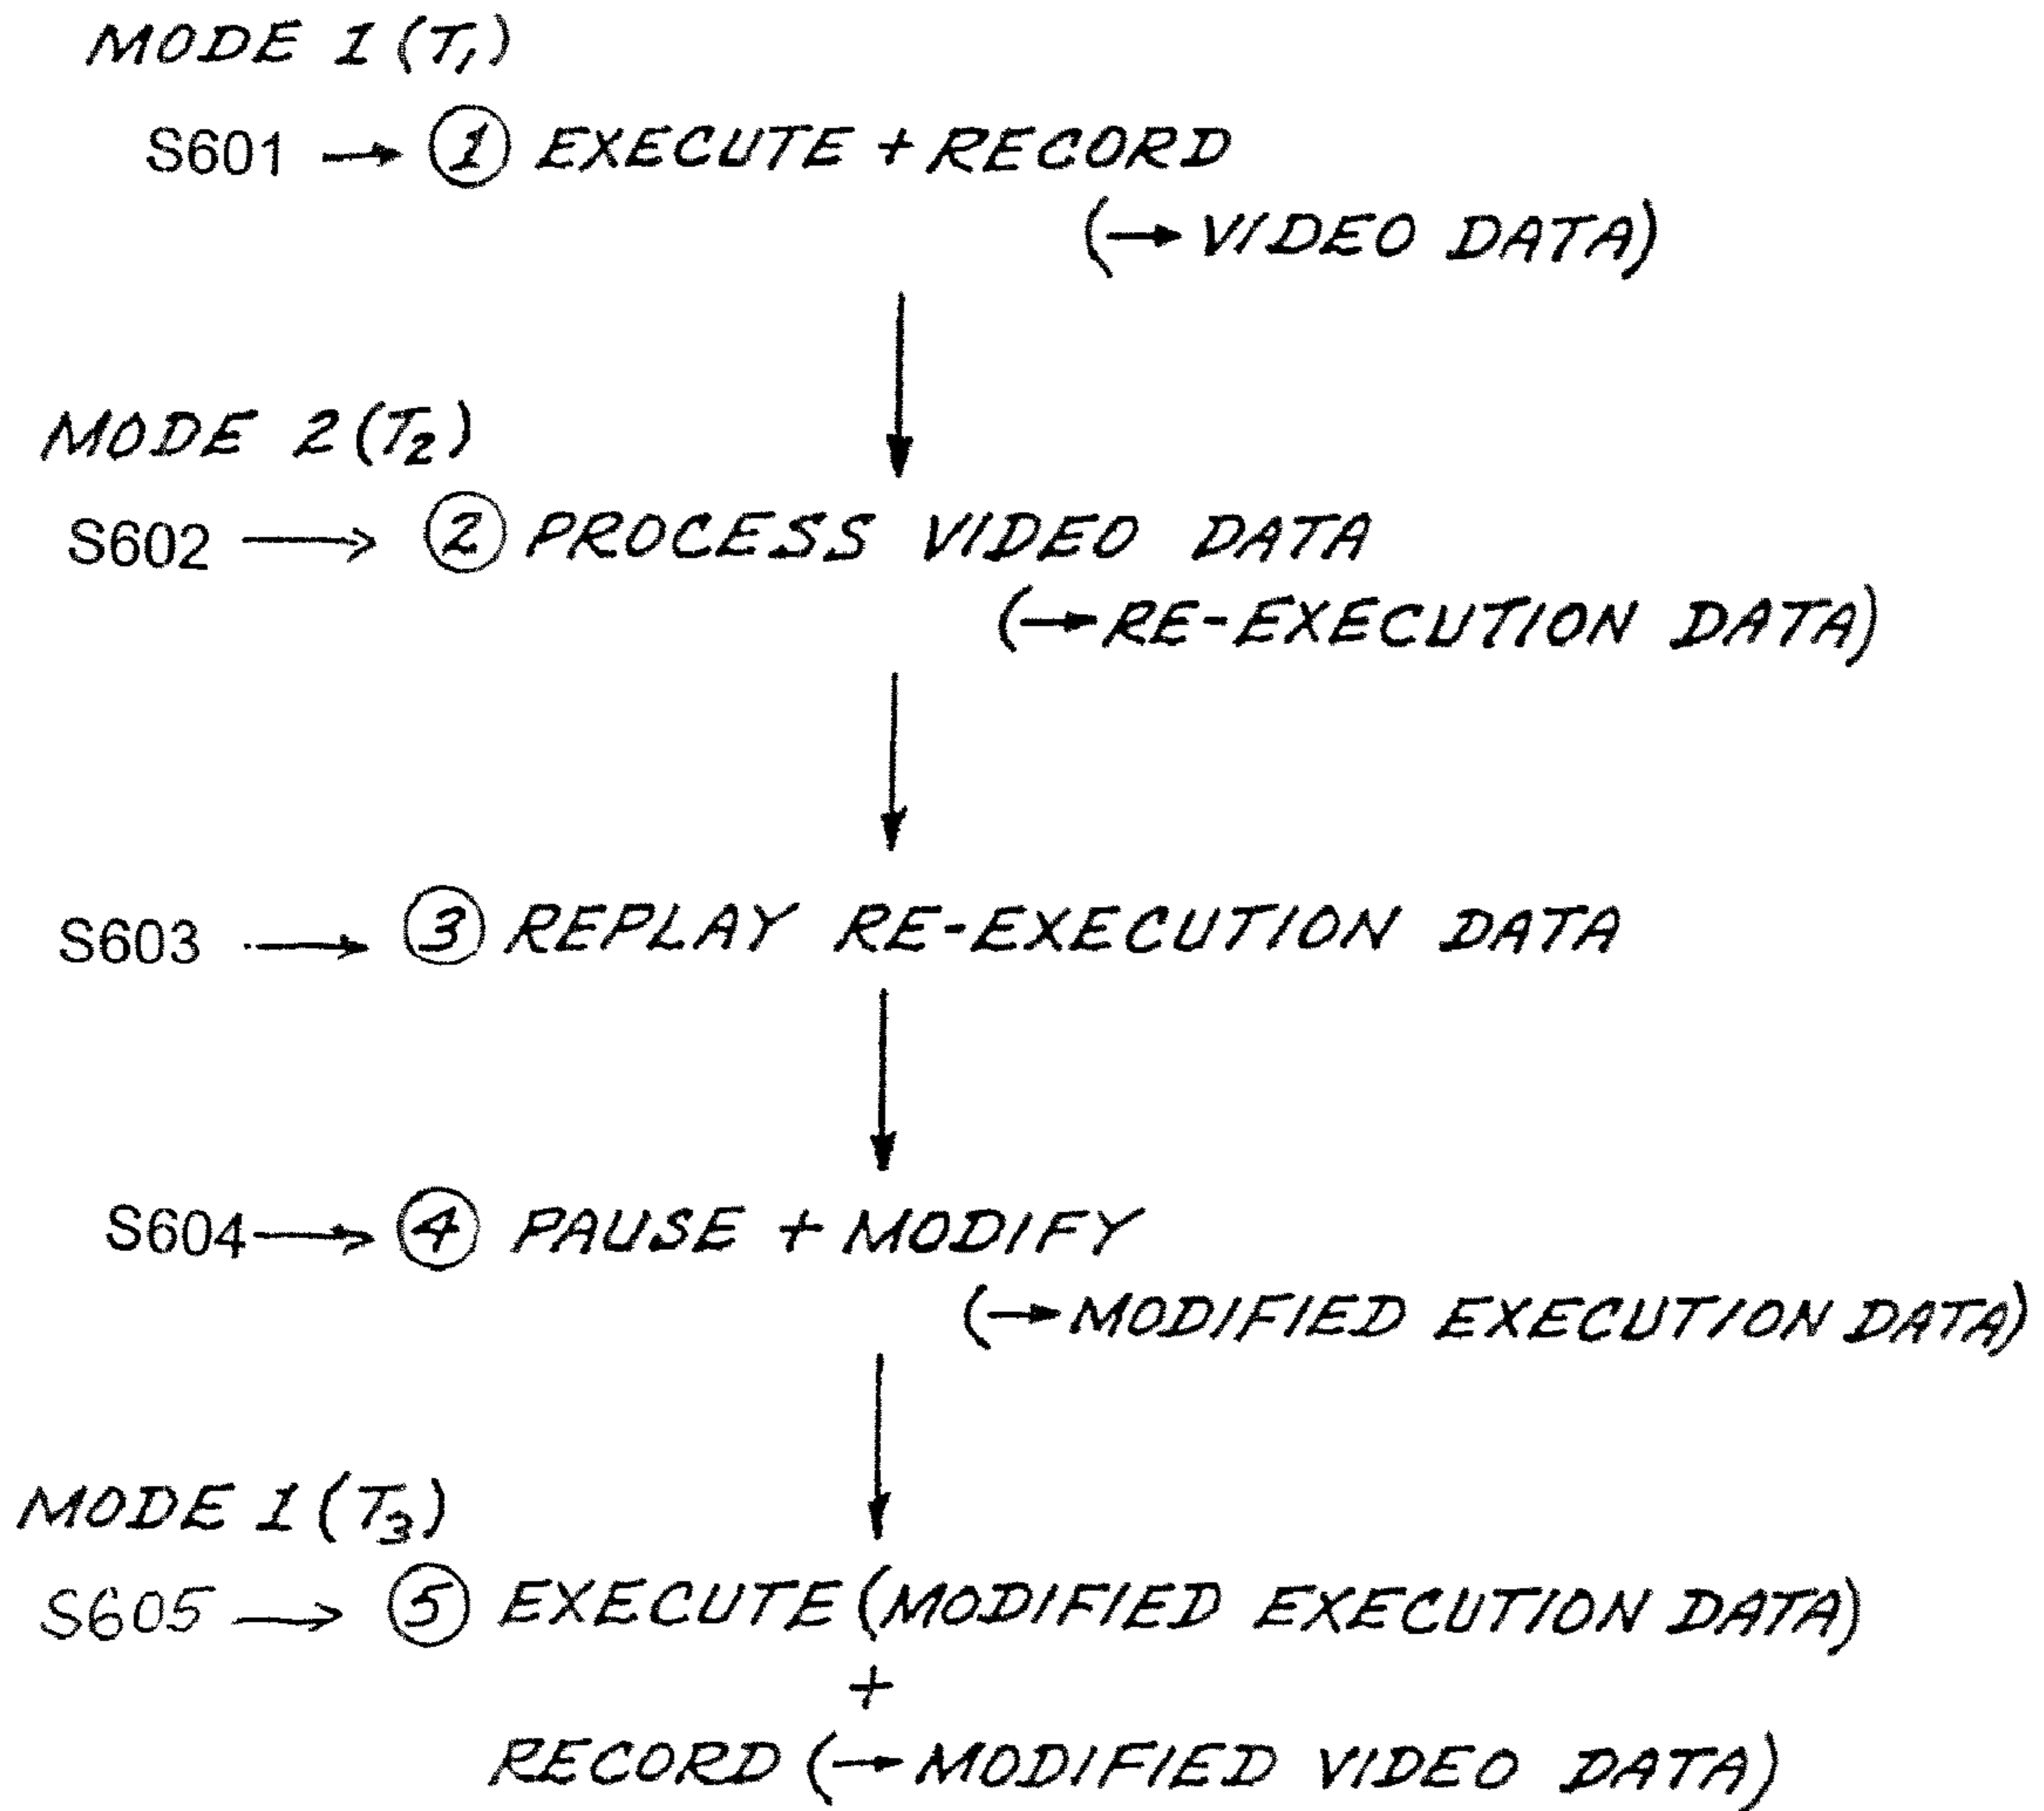 MODE 1 (T1)
S601 → ① EXECUTE + RECORD
(→ VIDEO DATA)
MODE 2 (T2)
S602 → ② PROCESS VIDEO DATA
(→ RE-EXECUTION DATA)
S603 → ③ REPLAY RE-EXECUTION DATA
S604 → ④ PAUSE + MODIFY
(→ MODIFIED EXECUTION DATA)
MODE 1 (T3)
S605 → ⑤ EXECUTE (MODIFIED EXECUTION DATA)
+
RECORD (→ MODIFIED VIDEO DATA)